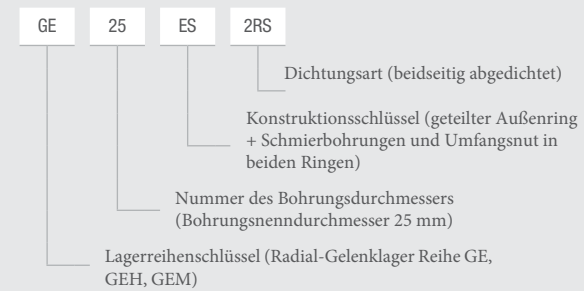 GE 25 ES 2RS
Dichtungsart (beidseitig abgedichtet)
Konstruktionsschlüssel (geteilter Außenring
+ Schmierbohrungen und Umfangsnut in
beiden Ringen)
Nummer des Bohrungsdurchmessers
(Bohrungsnenndurchmesser 25 mm)
Lagerreihenschlüssel (Radial-Gelenklager Reihe GE,
GEH, GEM)